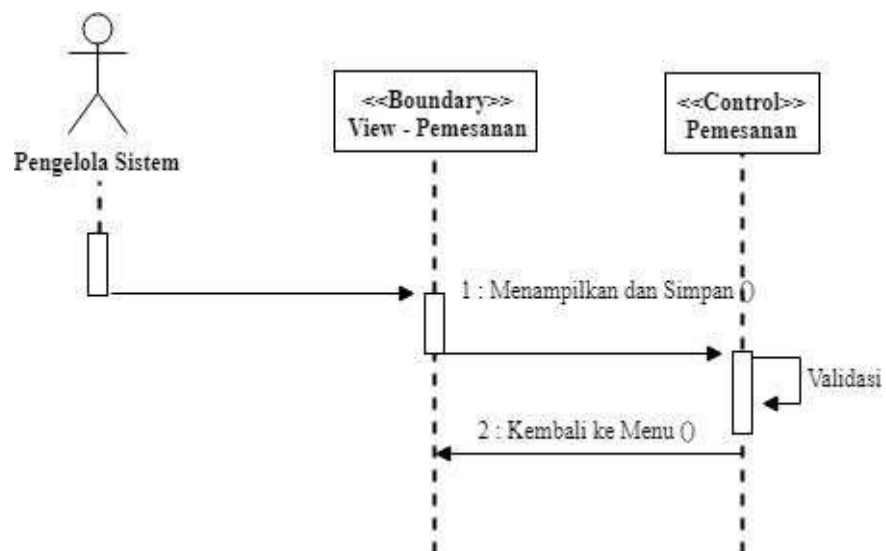 Pengelola Sistem
<<Boundary>>
View - Pemesanan
<<Control>>
Pemesanan
1 : Menampilkan dan Simpan ()
Validasi
2 : Kembali ke Menu ()